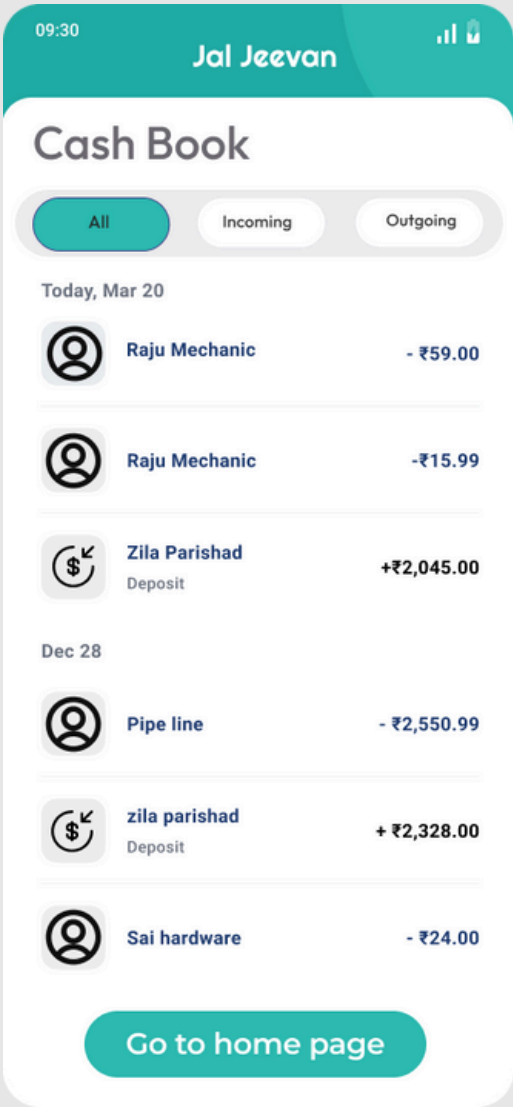 09:30
Jal Jeevan
Cash Book
All Incoming Outgoing
Today, Mar 20
Raju Mechanic - ₹59.00
Raju Mechanic -₹15.99
Zila Parishad +₹2,045.00
Deposit
Dec 28
Pipe line - ₹2,550.99
zila parishad + ₹2,328.00
Deposit
Sai hardware - ₹24.00
Go to home page